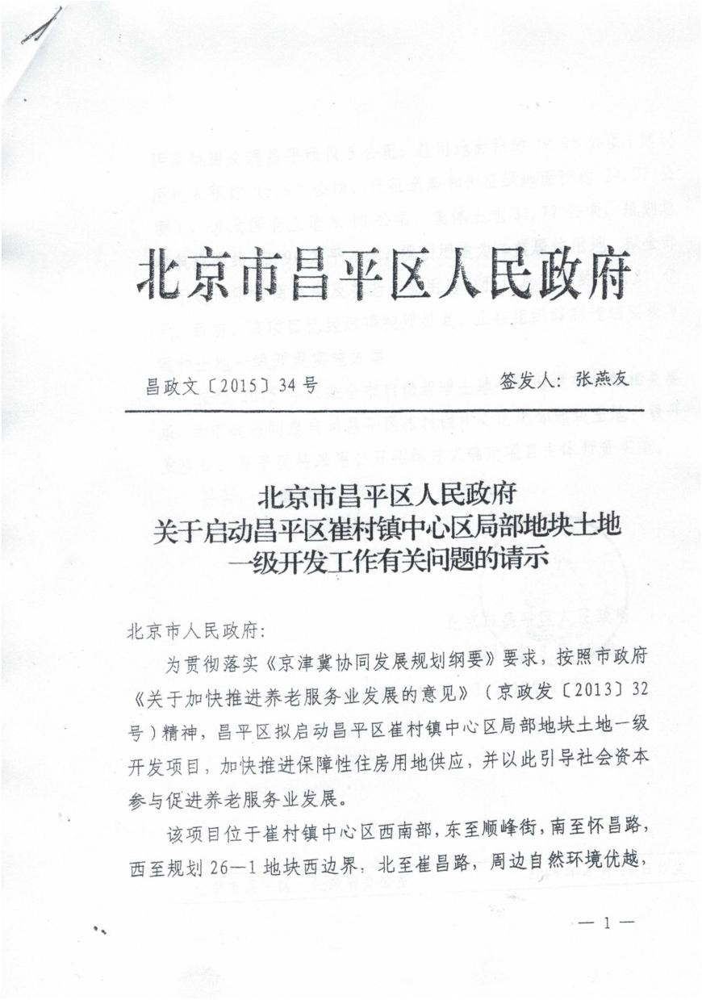 北京市昌平区人民政府
昌政文〔2015〕34号 签发人：张燕友
北京市昌平区人民政府
关于启动昌平区崔村镇中心区局部地块土地
一级开发工作有关问题的请示
北京市人民政府：
为贯彻落实《京津冀协同发展规划纲要》要求，按照市政府
《关于加快推进养老服务业发展的意见》（京政发〔2013〕32
号）精神，昌平区拟启动昌平区崔村镇中心区局部地块土地一级
开发项目，加快推进保障性住房用地供应，并以此引导社会资本
参与促进养老服务业发展。
该项目位于崔村镇中心区西南部，东至顺峰街，南至怀昌路，
西至规划26—1地块西边界，北至崔昌路，周边自然环境优越，
— 1 —